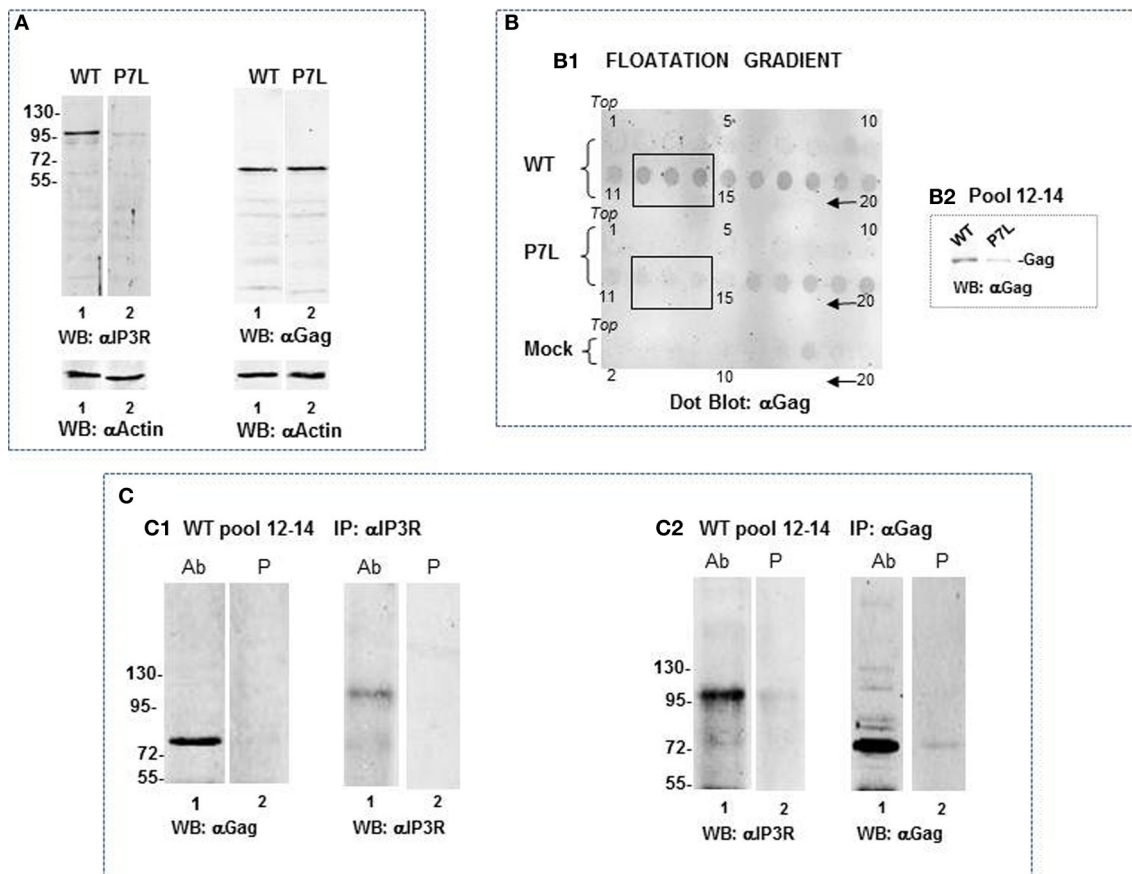 A
WT P7L WT P7L
130-
95-
72-
55-
1 2 1 2
WB: αIP3R WB: αGag
1 2 1 2
WB: αActin WB: αActin
B
B1 FLOATATION GRADIENT
Top
1 5 10
WT
11 15 20
Top
1 5 10
P7L
11 15 20
Top
Mock
2 10 20
Dot Blot: αGag
B2 Pool 12-14
WT P7L
-Gag
WB: αGag
C
C1 WT pool 12-14 IP: αIP3R
Ab P Ab P
130-
95-
72-
55-
1 2 1 2
WB: αGag WB: αIP3R
C2 WT pool 12-14 IP: αGag
Ab P Ab P
130-
95-
72-
55-
1 2 1 2
WB: αIP3R WB: αGag